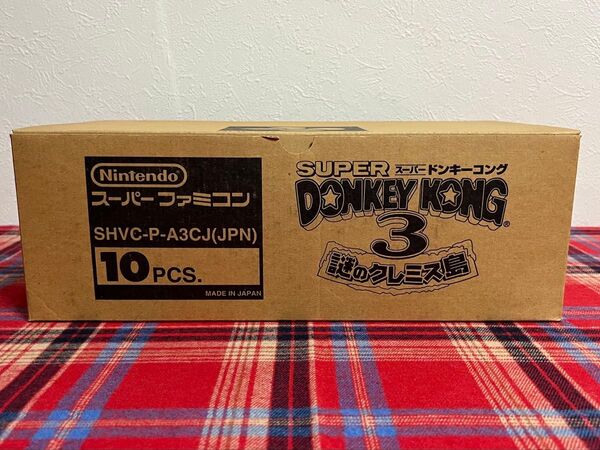 Nintendo
スーパーファミコン
SHVC-P-A3CJ(JPN)
10 PCS.
MADE IN JAPAN
SUPER スーパードンキーコング
DONKEY KONG®
3
謎のクレミス島